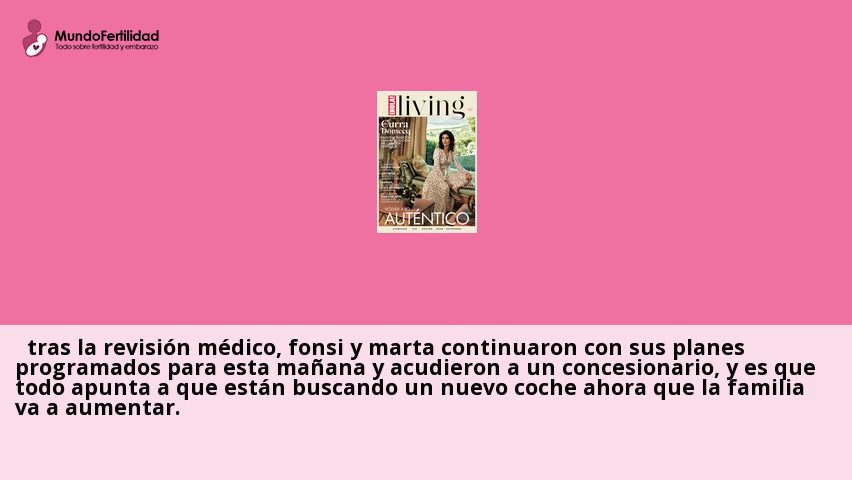 MundoFertilidad
Todo sobre fertilidad y embarazo
¡HOLA!
living
Curra
Domecq
AUTÉNTICO
tras la revisión médico, fonsi y marta continuaron con sus planes
programados para esta mañana y acudieron a un concesionario, y es que
todo apunta a que están buscando un nuevo coche ahora que la familia
va a aumentar.